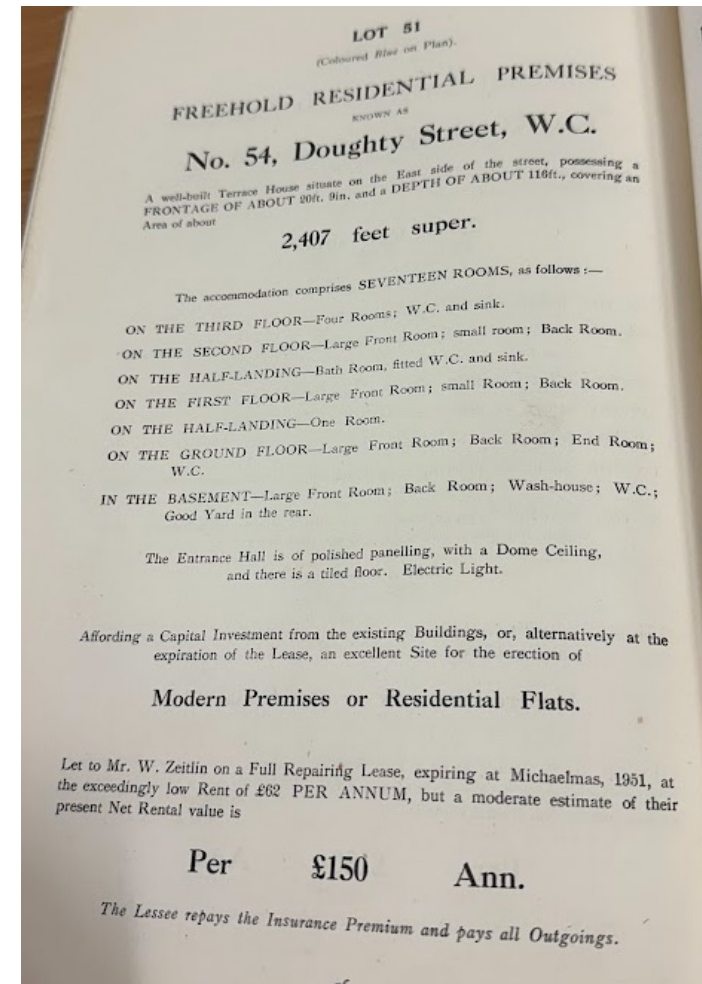 LOT 51
(Coloured Blue on Plan).
FREEHOLD RESIDENTIAL PREMISES
KNOWN AS
No. 54, Doughty Street, W.C.
A well-built Terrace House situate on the East side of the street, possessing a
FRONTAGE OF ABOUT 20ft. 9in. and a DEPTH OF ABOUT 116ft., covering an
Area of about
2,407 feet super.
The accommodation comprises SEVENTEEN ROOMS, as follows :—
ON THE THIRD FLOOR—Four Rooms; W.C. and sink.
ON THE SECOND FLOOR—Large Front Room; small room; Back Room.
ON THE HALF-LANDING—Bath Room, fitted W.C. and sink.
ON THE FIRST FLOOR—Large Front Room; small Room; Back Room.
ON THE HALF-LANDING—One Room.
ON THE GROUND FLOOR—Large Front Room; Back Room; End Room;
W.C.
IN THE BASEMENT—Large Front Room; Back Room; Wash-house; W.C.;
Good Yard in the rear.
The Entrance Hall is of polished panelling, with a Dome Ceiling,
and there is a tiled floor. Electric Light.
Affording a Capital Investment from the existing Buildings, or, alternatively at the
expiration of the Lease, an excellent Site for the erection of
Modern Premises or Residential Flats.
Let to Mr. W. Zeitlin on a Full Repairing Lease, expiring at Michaelmas, 1951, at
the exceedingly low Rent of £62 PER ANNUM, but a moderate estimate of their
present Net Rental value is
Per £150 Ann.
The Lessee repays the Insurance Premium and pays all Outgoings.